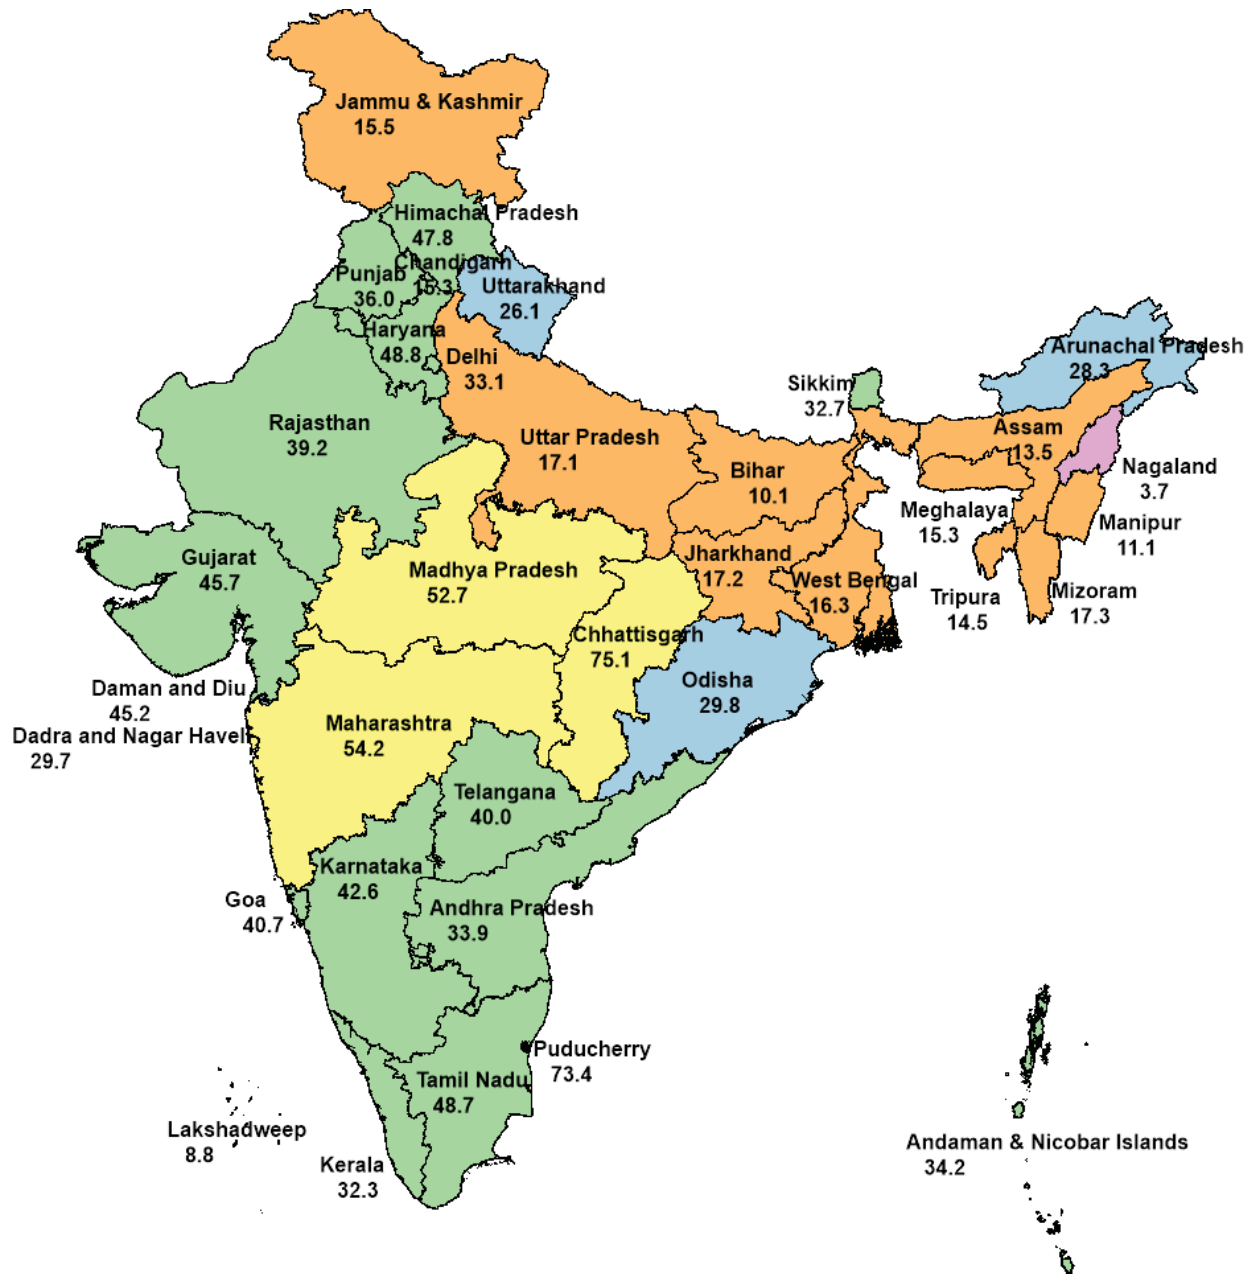 Jammu & Kashmir
15.5
Himachal Pradesh
47.8
Chandigarh
15.3
Punjab
36.0
Uttarakhand
26.1
Haryana
48.8
Delhi
33.1
Arunachal Pradesh
28.3
Sikkim
32.7
Rajasthan
39.2
Uttar Pradesh
17.1
Assam
13.5
Bihar
10.1
Nagaland
3.7
Meghalaya
15.3
Manipur
11.1
Gujarat
45.7
Madhya Pradesh
52.7
Jharkhand
17.2
West Bengal
16.3
Tripura
14.5
Mizoram
17.3
Chhattisgarh
75.1
Odisha
29.8
Daman and Diu
45.2
Dadra and Nagar Haveli
29.7
Maharashtra
54.2
Telangana
40.0
Karnataka
42.6
Goa
40.7
Andhra Pradesh
33.9
Puducherry
73.4
Tamil Nadu
48.7
Lakshadweep
8.8
Kerala
32.3
Andaman & Nicobar Islands
34.2